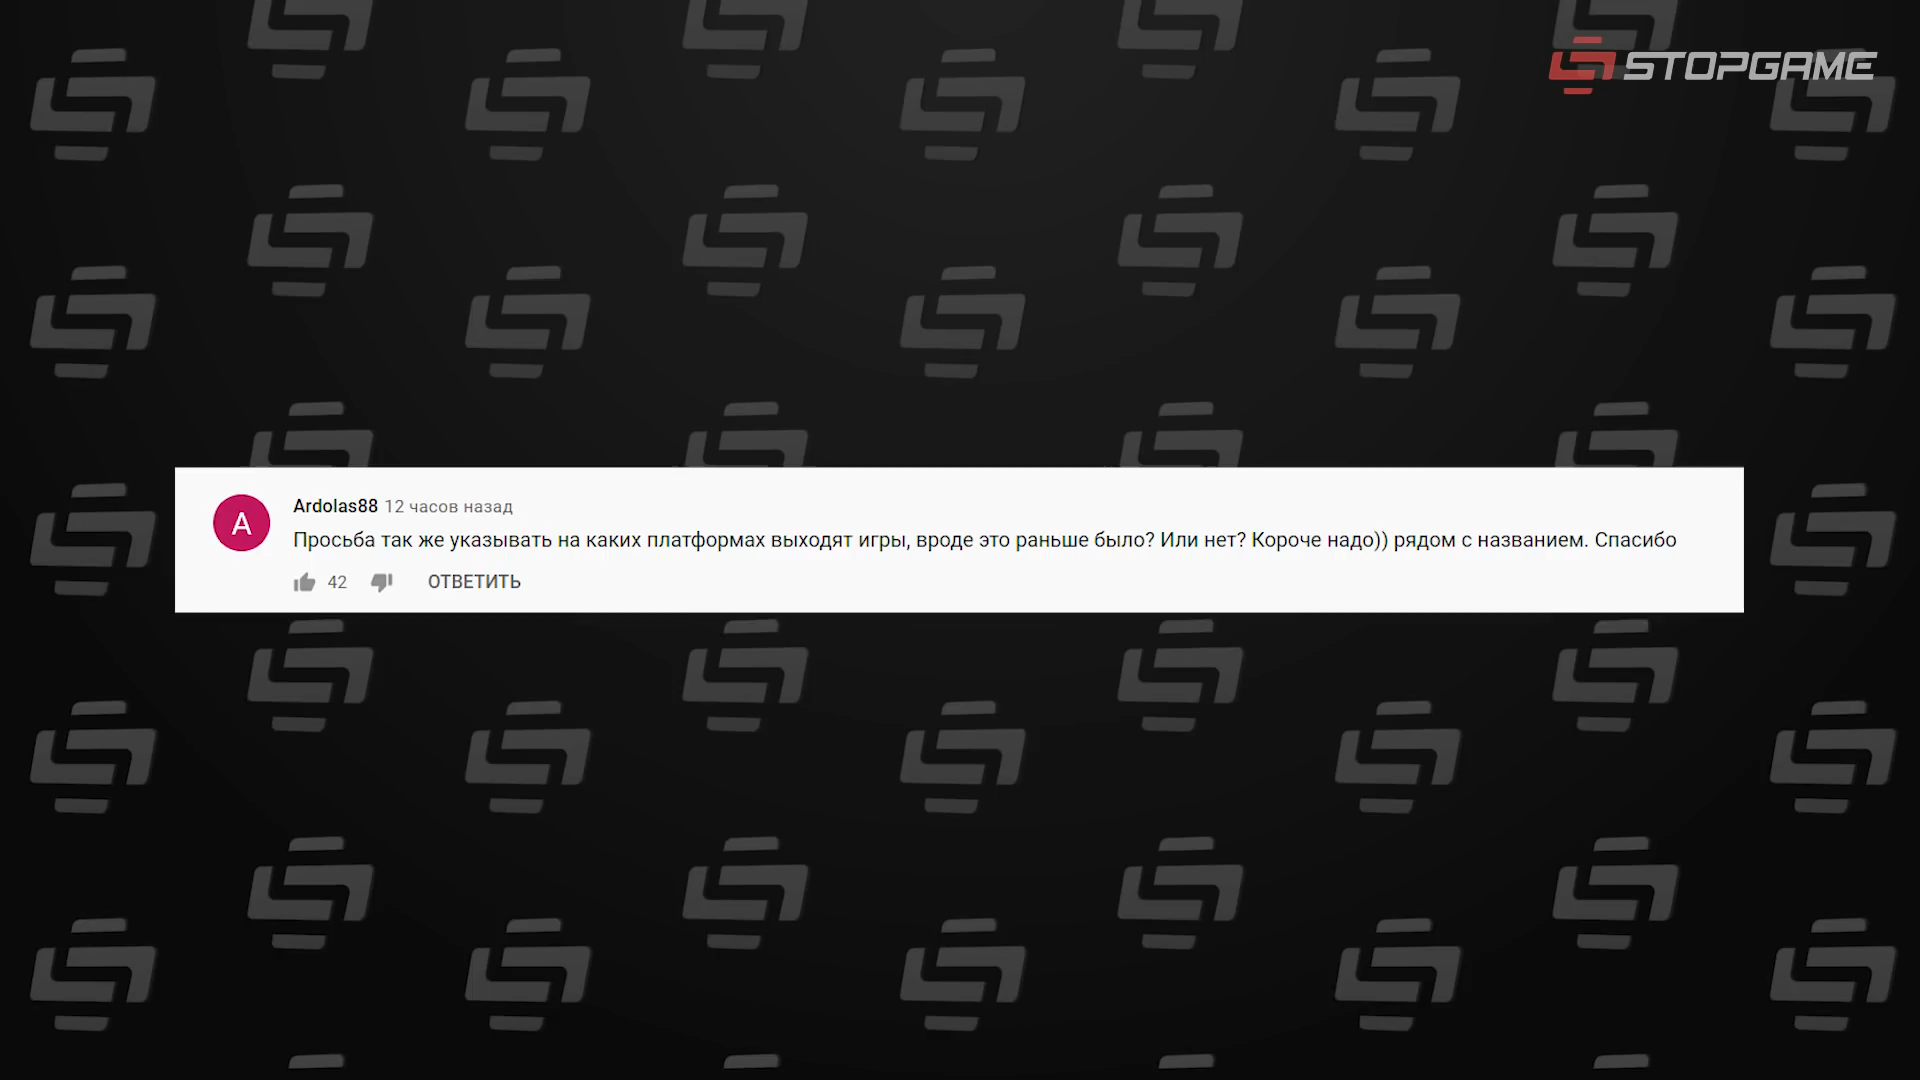 STOPGAME
A
Ardolas88 12 часов назад
Просьба так же указывать на каких платформах выходят игры, вроде это раньше было? Или нет? Короче надо)) рядом с названием. Спасибо
42 ОТВЕТИТЬ